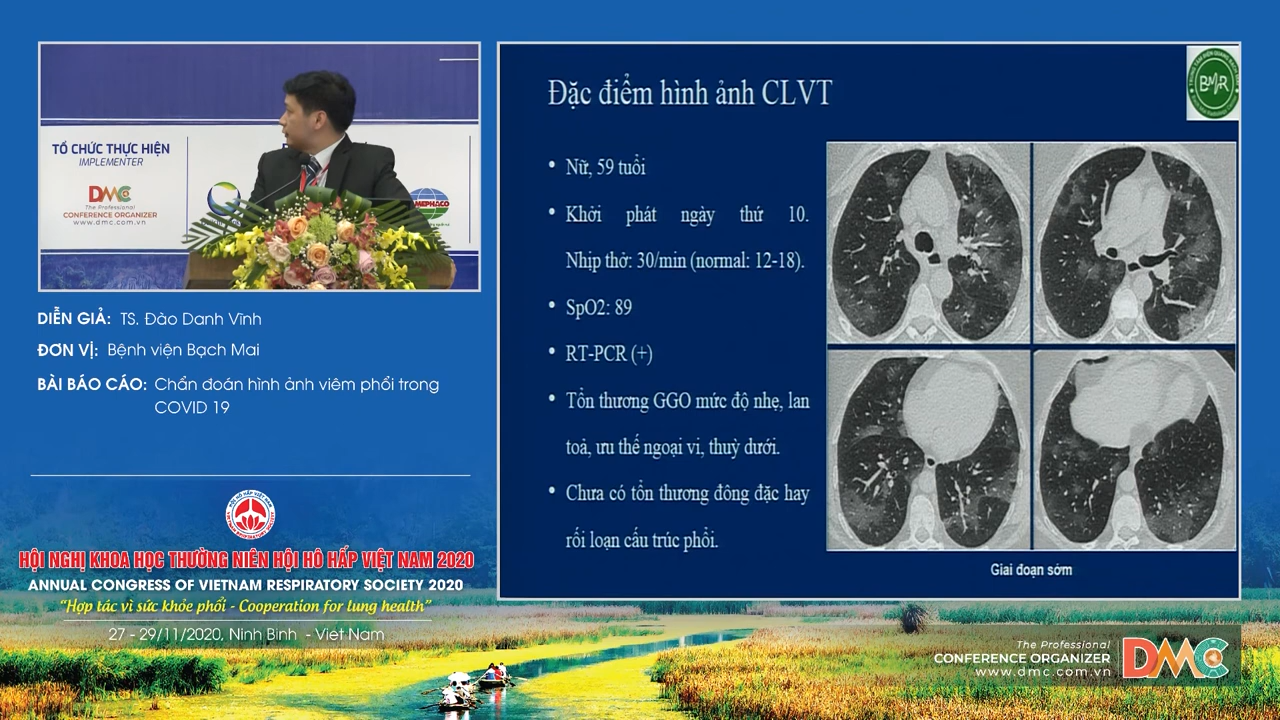 TỔ CHỨC THỰC HIỆN
IMPLEMENTER
DMC
The Professional
CONFERENCE ORGANIZER
www.dmc.com.vn
MEPHACO
DIỄN GIẢ: TS. Đào Danh Vĩnh
ĐƠN VỊ: Bệnh viện Bạch Mai
BÀI BÁO CÁO: Chẩn đoán hình ảnh viêm phổi trong
COVID 19
HỘI NGHỊ KHOA HỌC THƯỜNG NIÊN HỘI HÔ HẤP VIỆT NAM 2020
ANNUAL CONGRESS OF VIETNAM RESPIRATORY SOCIETY 2020
“Hợp tác vì sức khỏe phổi - Cooperation for lung health”
27 - 29/11/2020, Ninh Binh - Viet Nam
Đặc điểm hình ảnh CLVT
BMR
• Nữ, 59 tuổi
• Khởi phát ngày thứ 10.
Nhịp thở: 30/min (normal: 12-18).
• SpO2: 89
• RT-PCR (+)
• Tổn thương GGO mức độ nhẹ, lan
toả, ưu thế ngoại vi, thuỳ dưới.
• Chưa có tổn thương đông đặc hay
rối loạn cấu trúc phổi.
Giai đoạn sớm
The Professional
CONFERENCE ORGANIZER
www.dmc.com.vn
DMC